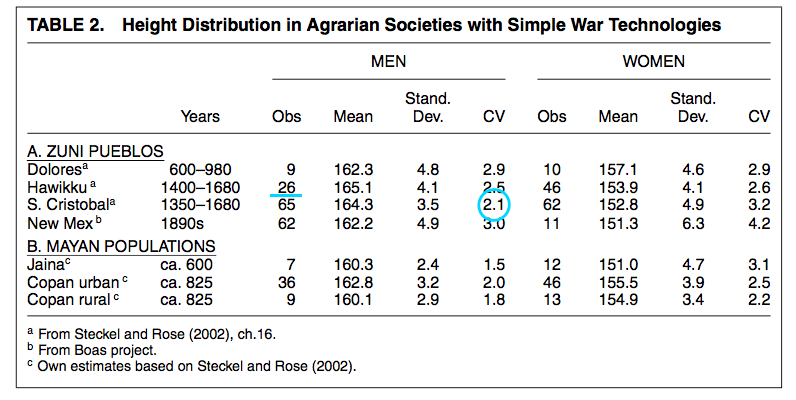 TABLE 2. Height Distribution in Agrarian Societies with Simple War Technologies
MEN WOMEN
Stand. Stand.
Years Obs Mean Dev. CV Obs Mean Dev. CV
A. ZUNI PUEBLOS
Doloresᵃ 600–980 9 162.3 4.8 2.9 10 157.1 4.6 2.9
Hawikku ᵃ 1400–1680 26 165.1 4.1 2.5 46 153.9 4.1 2.6
S. Cristobalᵃ 1350–1680 65 164.3 3.5 2.1 62 152.8 4.9 3.2
New Mex ᵇ 1890s 62 162.2 4.9 3.0 11 151.3 6.3 4.2
B. MAYAN POPULATIONS
Jainaᶜ ca. 600 7 160.3 2.4 1.5 12 151.0 4.7 3.1
Copan urban ᶜ ca. 825 36 162.8 3.2 2.0 46 155.5 3.9 2.5
Copan rural ᶜ ca. 825 9 160.1 2.9 1.8 13 154.9 3.4 2.2
ᵃ From Steckel and Rose (2002), ch.16.
ᵇ From Boas project.
ᶜ Own estimates based on Steckel and Rose (2002).